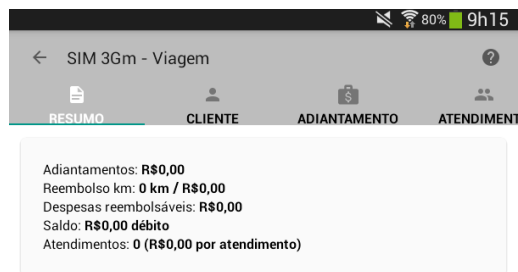 80% 9h15
SIM 3Gm - Viagem
RESUMO CLIENTE ADIANTAMENTO ATENDIMENT
Adiantamentos: R$0,00
Reembolso km: 0 km / R$0,00
Despesas reembolsáveis: R$0,00
Saldo: R$0,00 débito
Atendimentos: 0 (R$0,00 por atendimento)